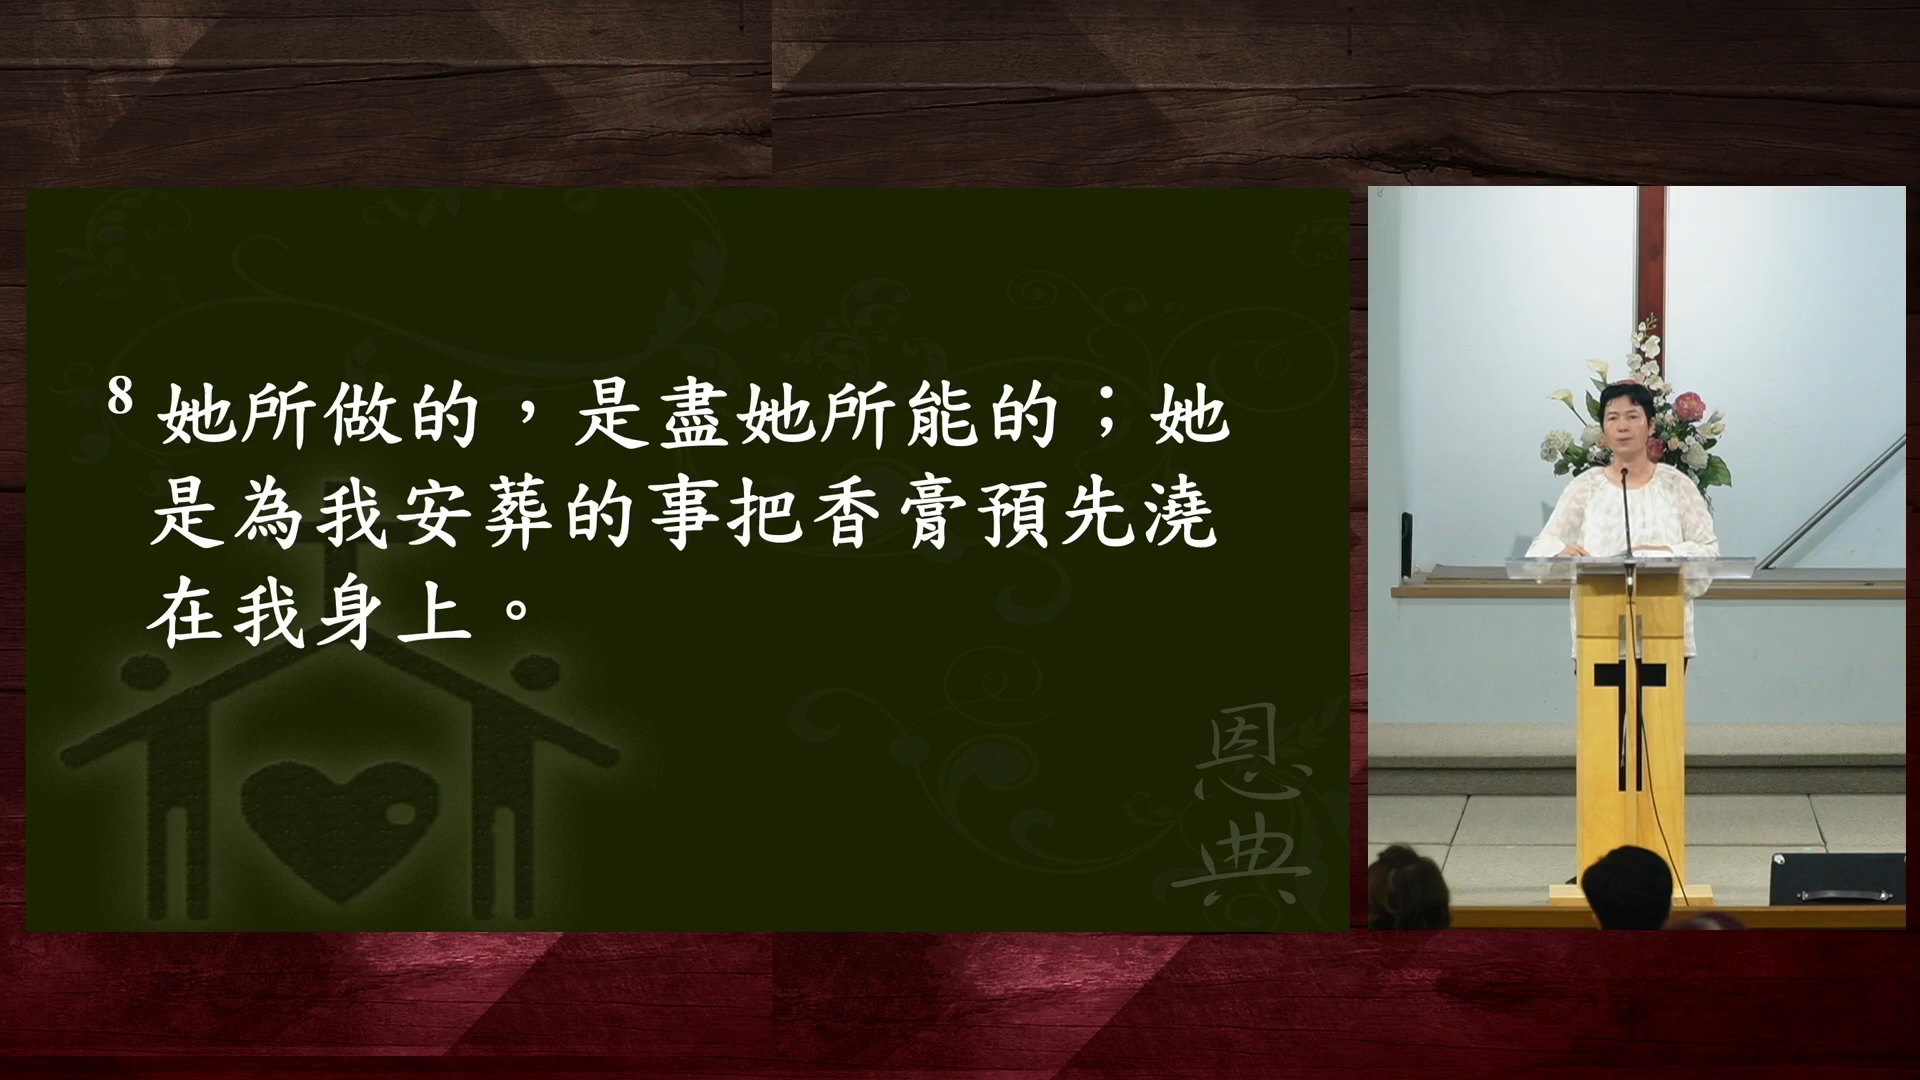 8 她所做的，是盡她所能的；她
是為我安葬的事把香膏預先澆
在我身上。
恩
典